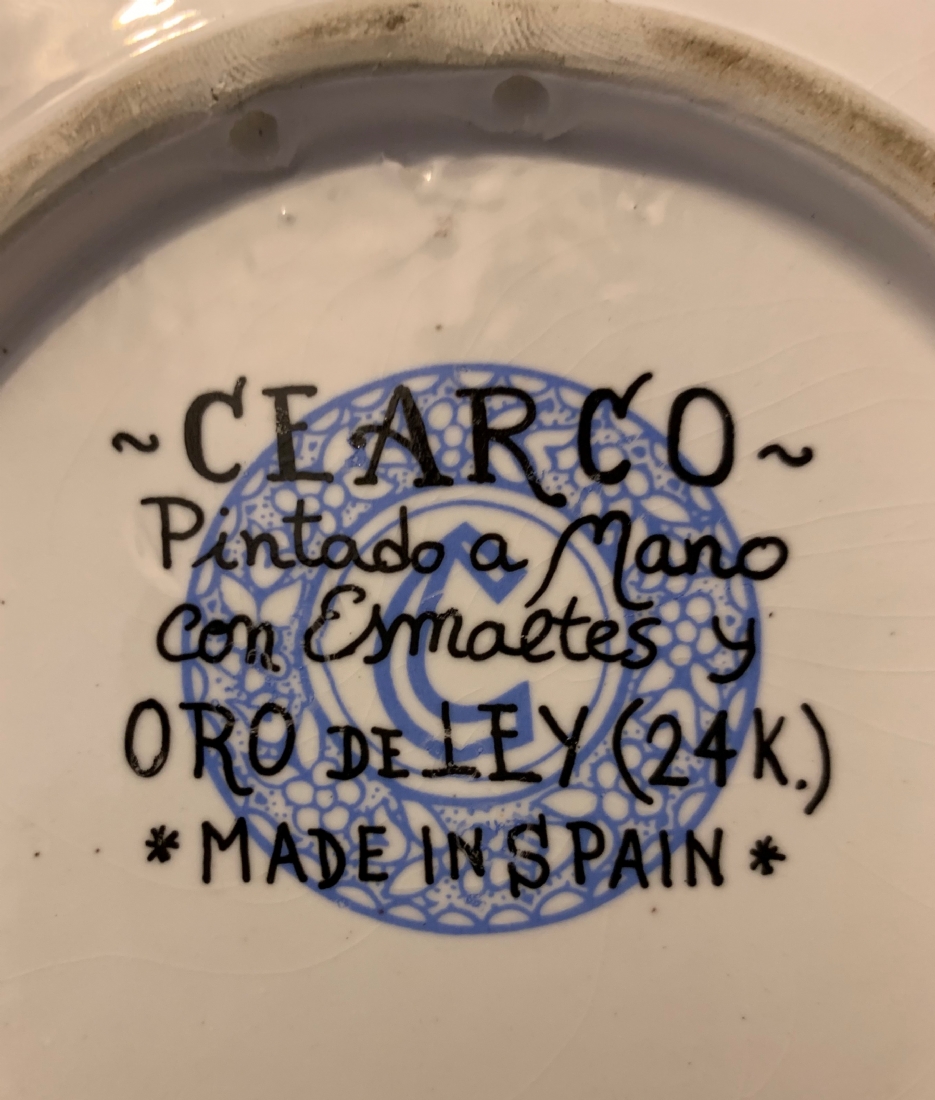 ~CEARCO~
Pintado a Mano
con Esmaltes y
ORO DE LEY (24K.)
* MADE IN SPAIN *
C